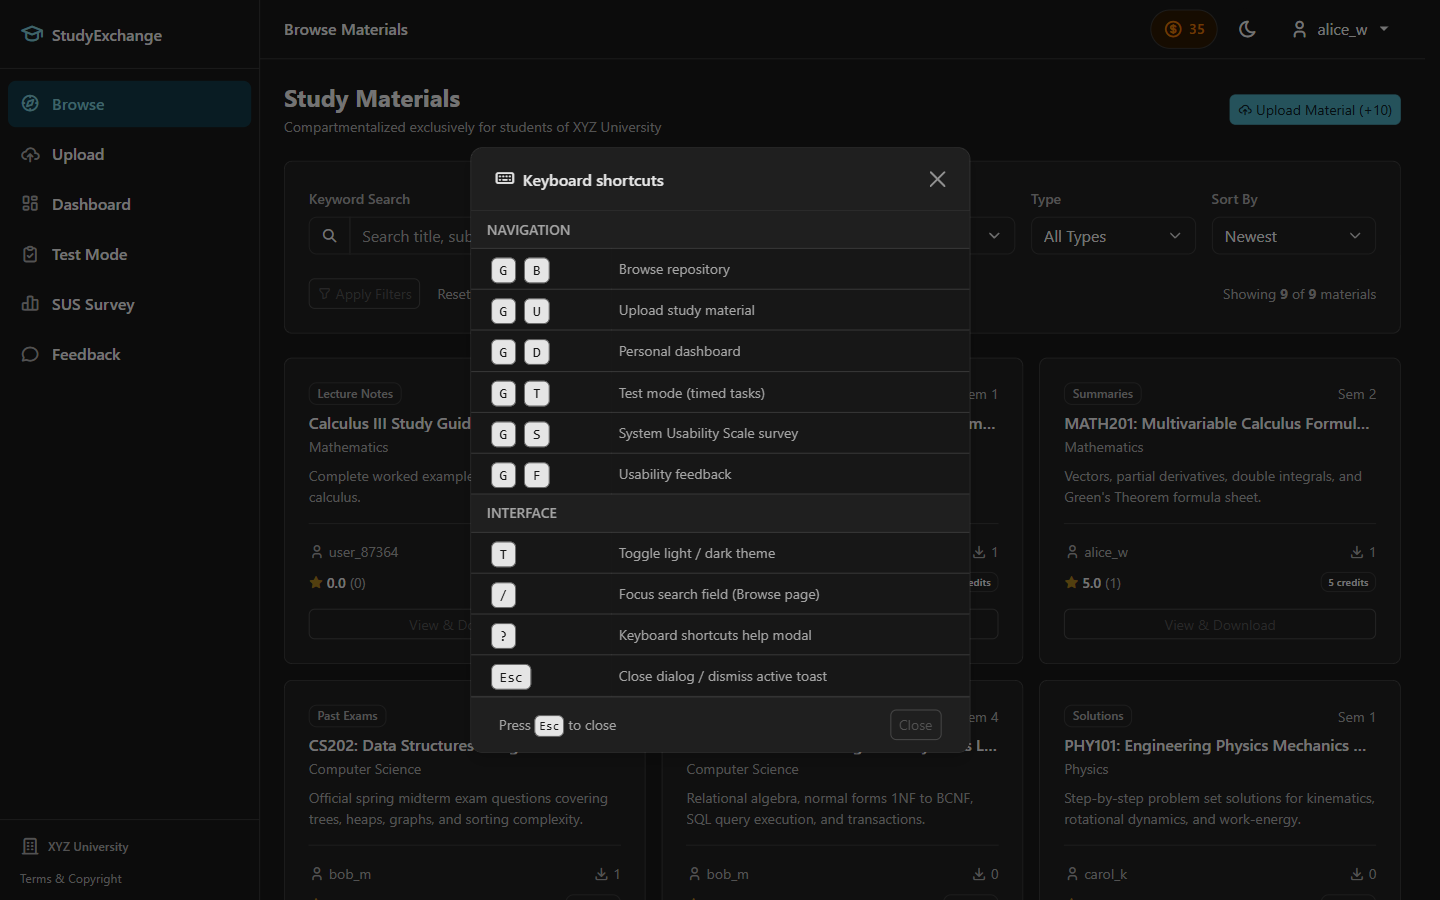 StudyExchange
Browse
Upload
Dashboard
Test Mode
SUS Survey
Feedback
XYZ University
Terms & Copyright
Browse Materials
35
alice_w
Study Materials
Compartmentalized exclusively for students of XYZ University
Upload Material (+10)
Keyword Search
Search title, sub
Type
All Types
Sort By
Newest
Apply Filters
Reset
Showing 9 of 9 materials
Keyboard shortcuts
NAVIGATION
G B Browse repository
G U Upload study material
G D Personal dashboard
G T Test mode (timed tasks)
G S System Usability Scale survey
G F Usability feedback
INTERFACE
T Toggle light / dark theme
/ Focus search field (Browse page)
? Keyboard shortcuts help modal
Esc Close dialog / dismiss active toast
Press Esc to close
Close
Lecture Notes
Calculus III Study Guid
Mathematics
Complete worked example
calculus.
user_87364
0.0 (0)
View & Do
em 1
m...
1
edits
Summaries
Sem 2
MATH201: Multivariable Calculus Formul...
Mathematics
Vectors, partial derivatives, double integrals, and
Green's Theorem formula sheet.
alice_w
1
5.0 (1)
5 credits
View & Download
Past Exams
CS202: Data Structures
Computer Science
Official spring midterm exam questions covering
trees, heaps, graphs, and sorting complexity.
bob_m
1
em 4
s L...
Computer Science
Relational algebra, normal forms 1NF to BCNF,
SQL query execution, and transactions.
bob_m
0
Solutions
Sem 1
PHY101: Engineering Physics Mechanics ...
Physics
Step-by-step problem set solutions for kinematics,
rotational dynamics, and work-energy.
carol_k
0